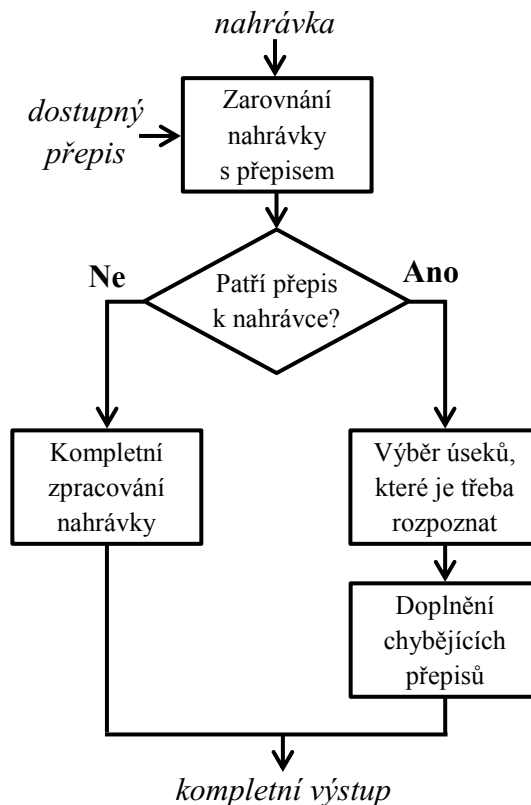 nahrávka
dostupný
přepis
Zarovnání
nahrávky
s přepisem
Ne
Ano
Patří přepis
k nahrávce?
Kompletní
zpracování
nahrávky
Výběr úseků,
které je třeba
rozpoznat
Doplnění
chybějících
přepisů
kompletní výstup